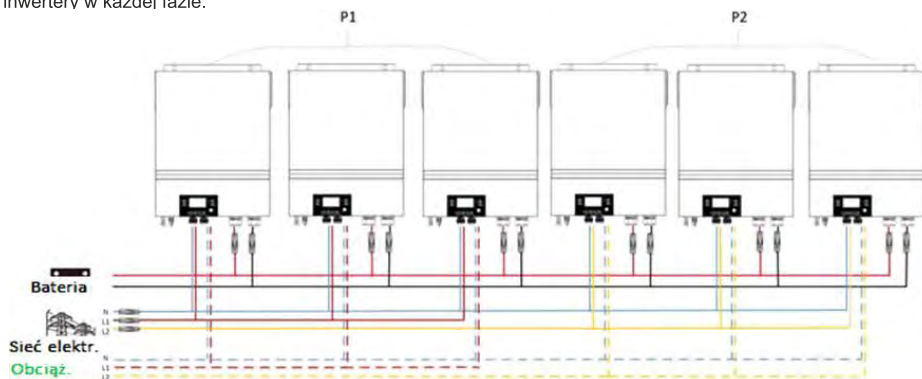 inwertery w każdej fazie.
P1
P2
Bateria
N
L1
L2
Sieć elektr.
N
L1
Obciąż.
L2